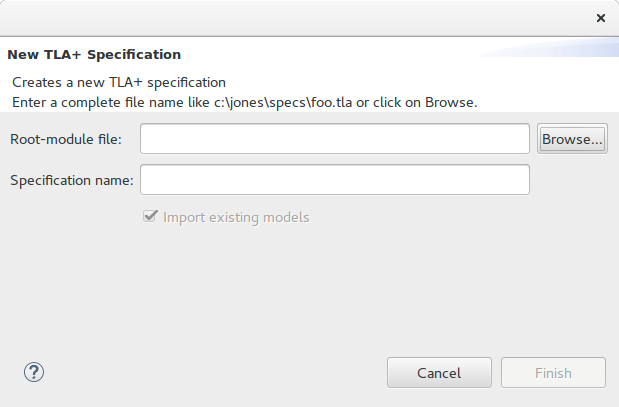 New TLA+ Specification
Creates a new TLA+ specification
Enter a complete file name like c:\jones\specs\foo.tla or click on Browse.
Root-module file:
Browse...
Specification name:
Import existing models
?
Cancel
Finish